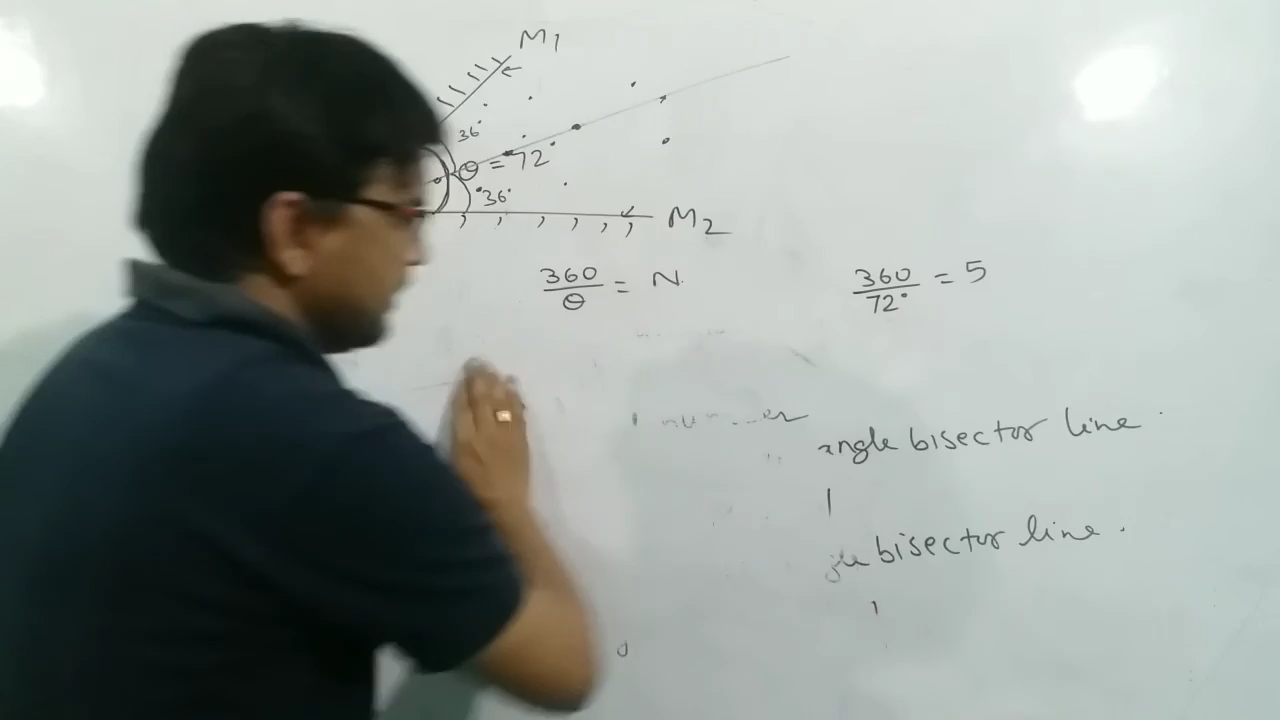 M1
36°
θ = 72°
36°
M2
360/θ = N
360/72° = 5
angle bisector line
bisector line.